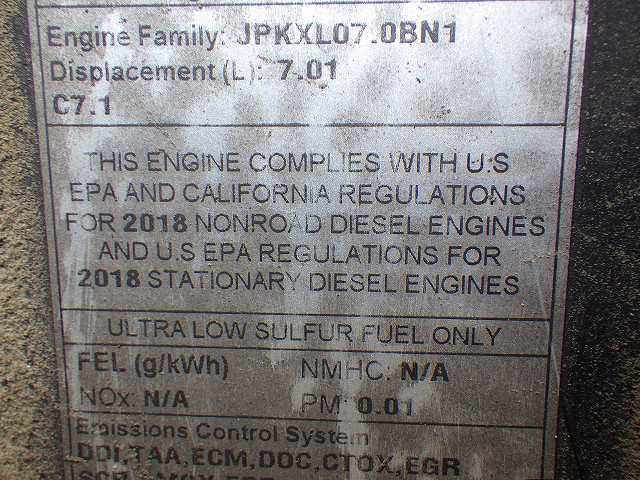 Engine Family: JPKXL07.0BN1
Displacement (L): 7.01
C7.1
THIS ENGINE COMPLIES WITH U.S
EPA AND CALIFORNIA REGULATIONS
FOR 2018 NONROAD DIESEL ENGINES
AND U.S EPA REGULATIONS FOR
2018 STATIONARY DIESEL ENGINES
ULTRA LOW SULFUR FUEL ONLY
FEL (g/kWh) NMHC: N/A
NOx: N/A PM: 0.01
Emissions Control System
DDI,TAA,ECM,DOC,CTOX,EGR